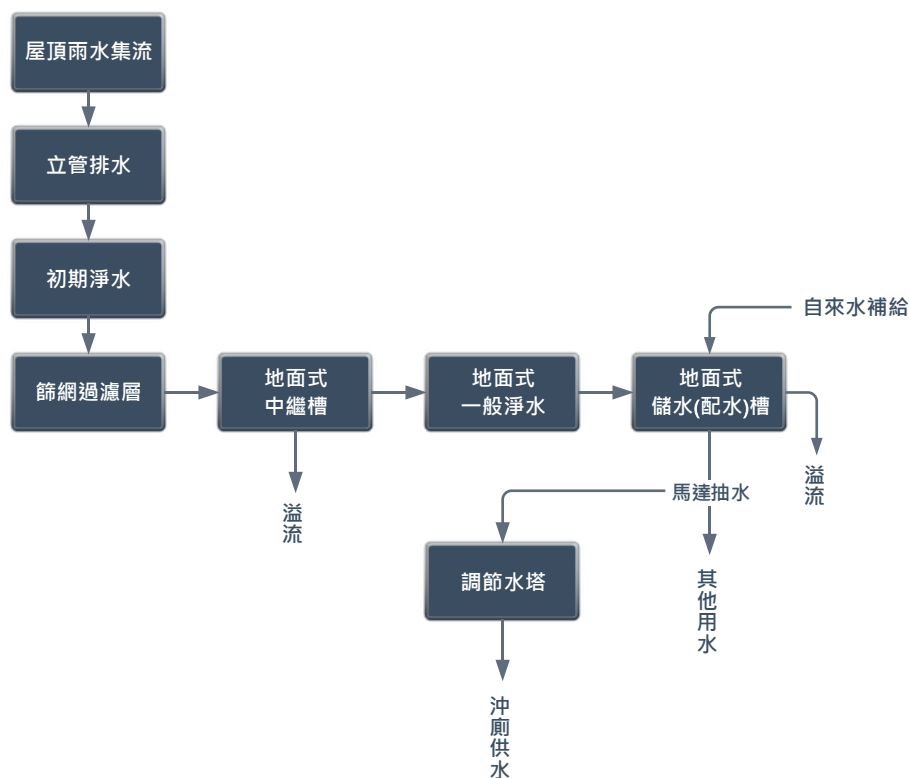 屋頂雨水集流
立管排水
初期淨水
自來水補給
篩網過濾層
地面式
中繼槽
地面式
一般淨水
地面式
儲水(配水)槽
溢流
溢流
馬達抽水
調節水塔
其他用水
沖廁供水